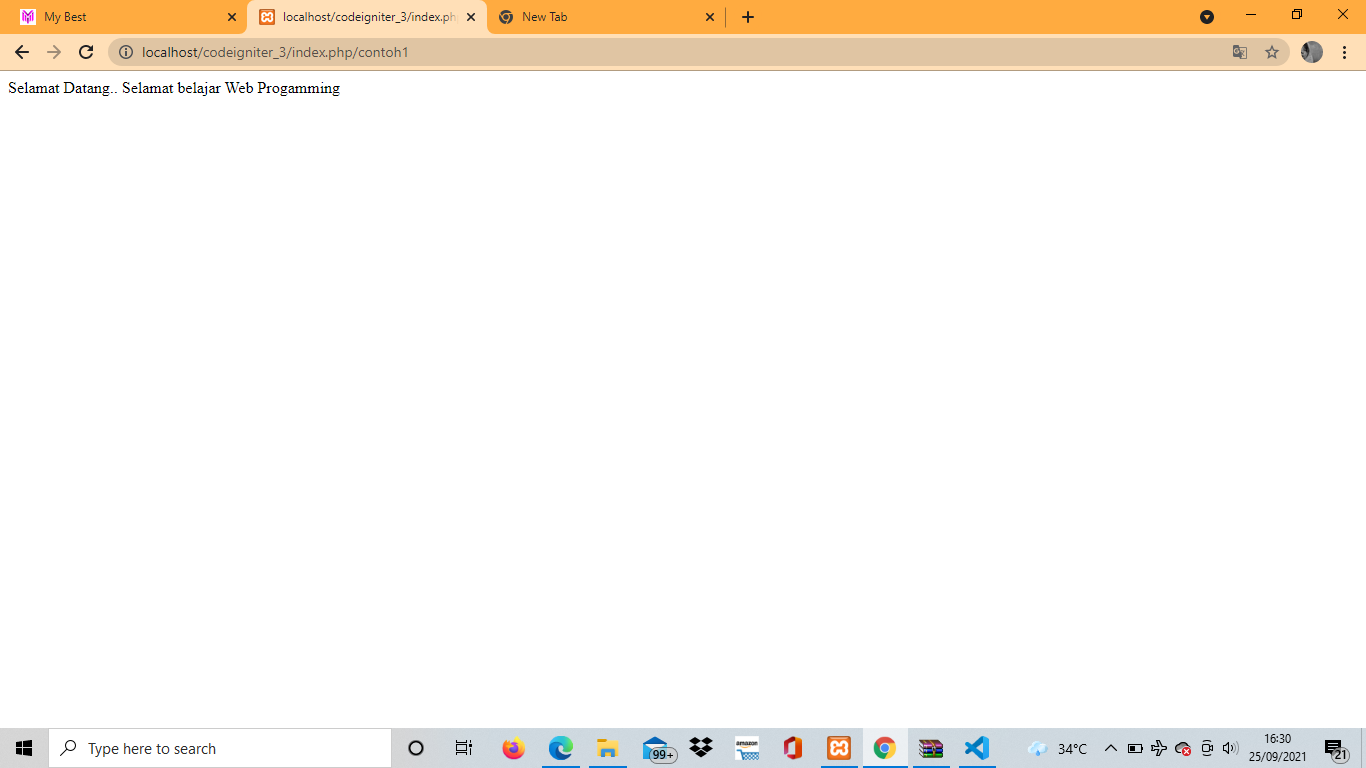 My Best
localhost/codeigniter_3/index.ph
New Tab
localhost/codeigniter_3/index.php/contoh1
Selamat Datang.. Selamat belajar Web Progamming
Type here to search
99+
amazon
34°C
16:30
25/09/2021
21